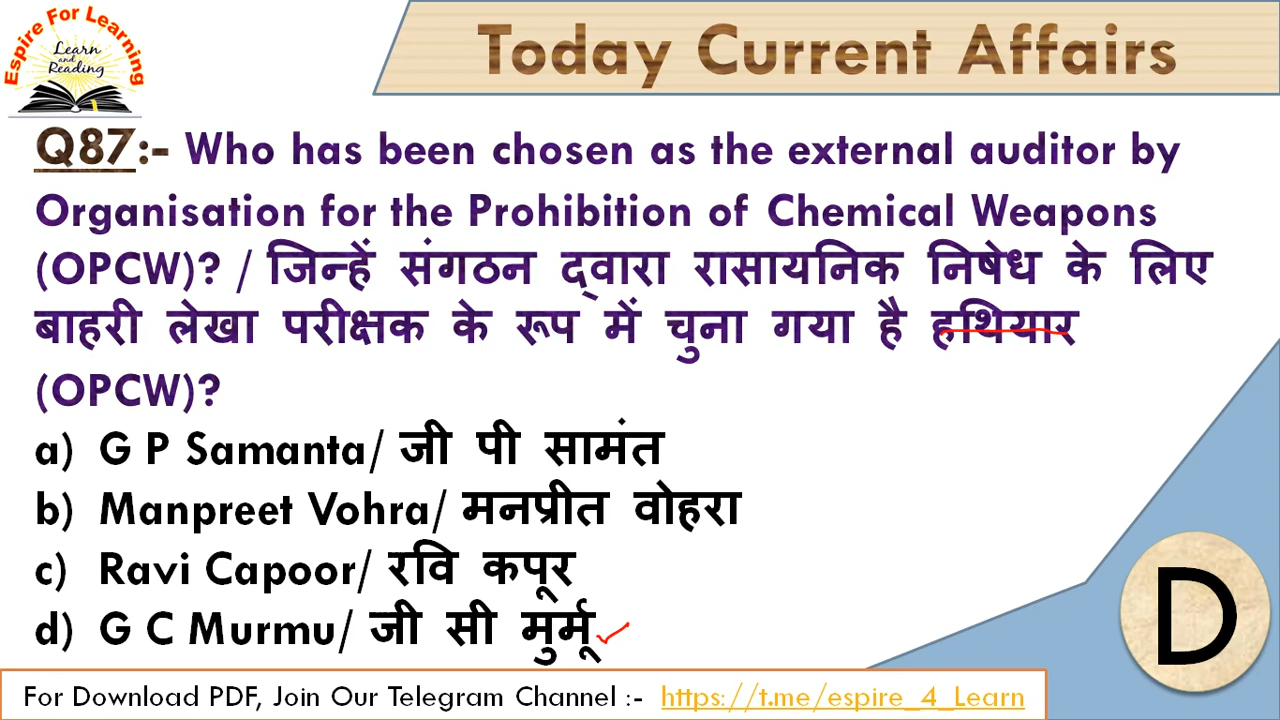 Espire For Learning
Learn
and
Reading
Today Current Affairs
Q87:- Who has been chosen as the external auditor by
Organisation for the Prohibition of Chemical Weapons
(OPCW)? / जिन्हें संगठन द्वारा रासायनिक निषेध के लिए
बाहरी लेखा परीक्षक के रूप में चुना गया है हथियार
(OPCW)?
a) G P Samanta/ जी पी सामंत
b) Manpreet Vohra/ मनप्रीत वोहरा
c) Ravi Capoor/ रवि कपूर
d) G C Murmu/ जी सी मुर्मू
D
For Download PDF, Join Our Telegram Channel :- https://t.me/espire_4_Learn